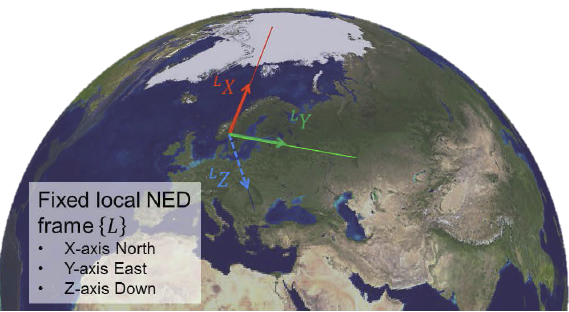 ᴸX
ᴸY
ᴸZ
Fixed local NED
frame {L}
• X-axis North
• Y-axis East
• Z-axis Down